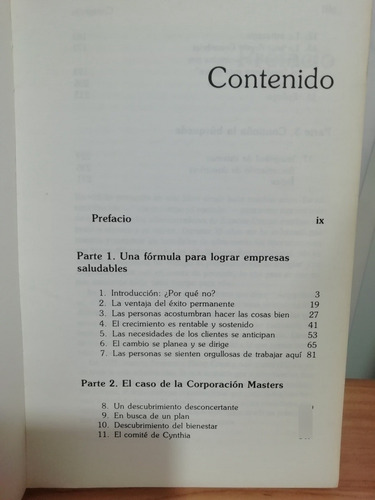 Contenido
Prefacio ix
Parte 1. Una fórmula para lograr empresas
saludables
1. Introducción: ¿Por qué no? 3
2. La ventaja del éxito permanente 19
3. Las personas acostumbran hacer las cosas bien 27
4. El crecimiento es rentable y sostenido 41
5. Las necesidades de los clientes se anticipan 53
6. El cambio se planea y se dirige 65
7. Las personas se sienten orgullosas de trabajar aquí 81
Parte 2. El caso de la Corporación Masters
8. Un descubrimiento desconcertante
9. En busca de un plan
10. Descubrimiento del bienestar
11. El comité de Cynthia